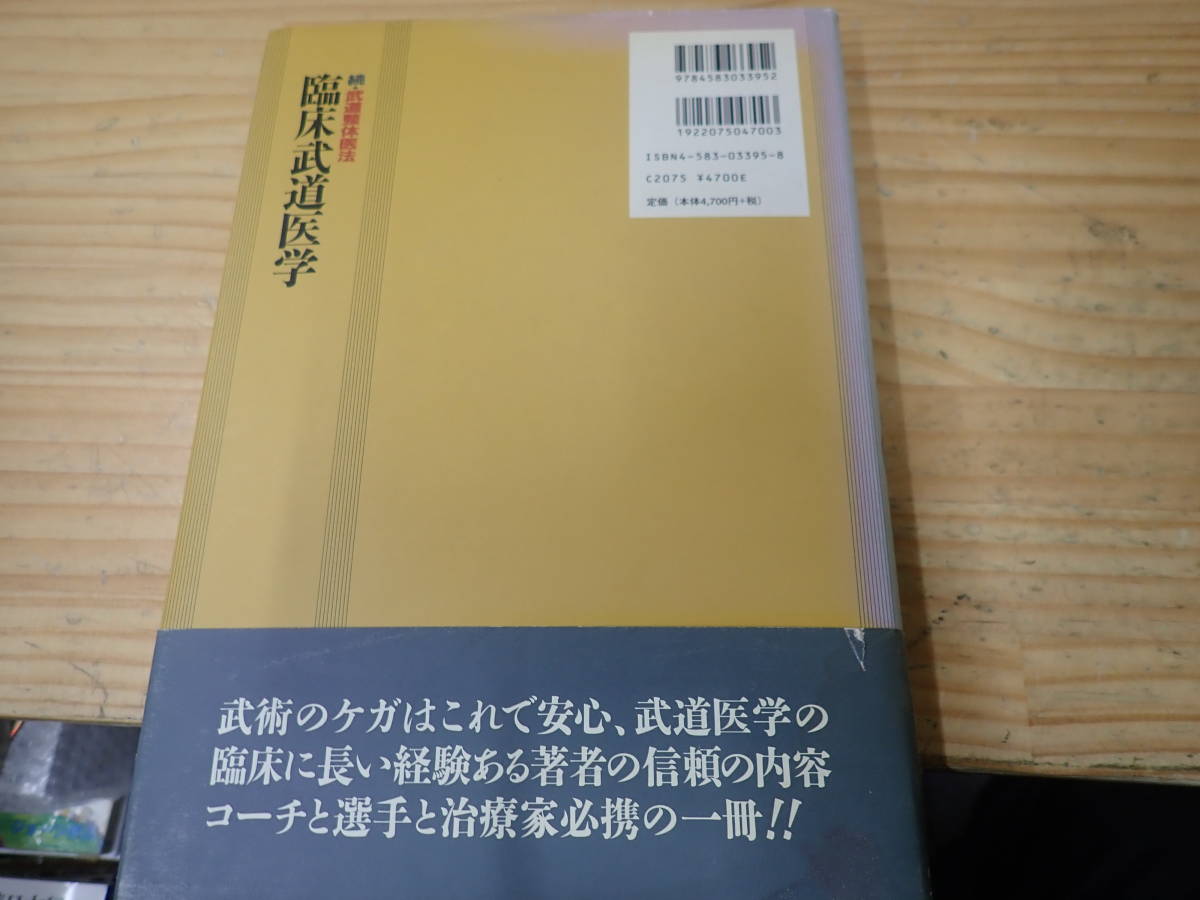 続・武道整体医法
臨床武道医学
9784583033952
1922075047003
ISBN4-583-03395-8
C2075 ¥4700E
定価（本体4,700円+税）
武術のケガはこれで安心、武道医学の
臨床に長い経験ある著者の信頼の内容
コーチと選手と治療家必携の一冊!!